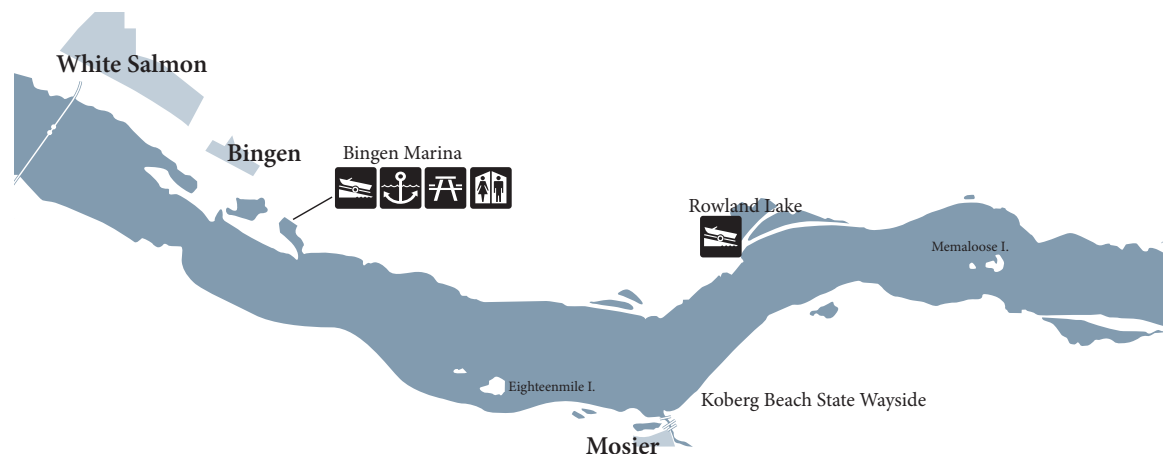 White Salmon
Bingen
Bingen Marina
Rowland Lake
Memaloose I.
Eighteenmile I.
Koberg Beach State Wayside
Mosier